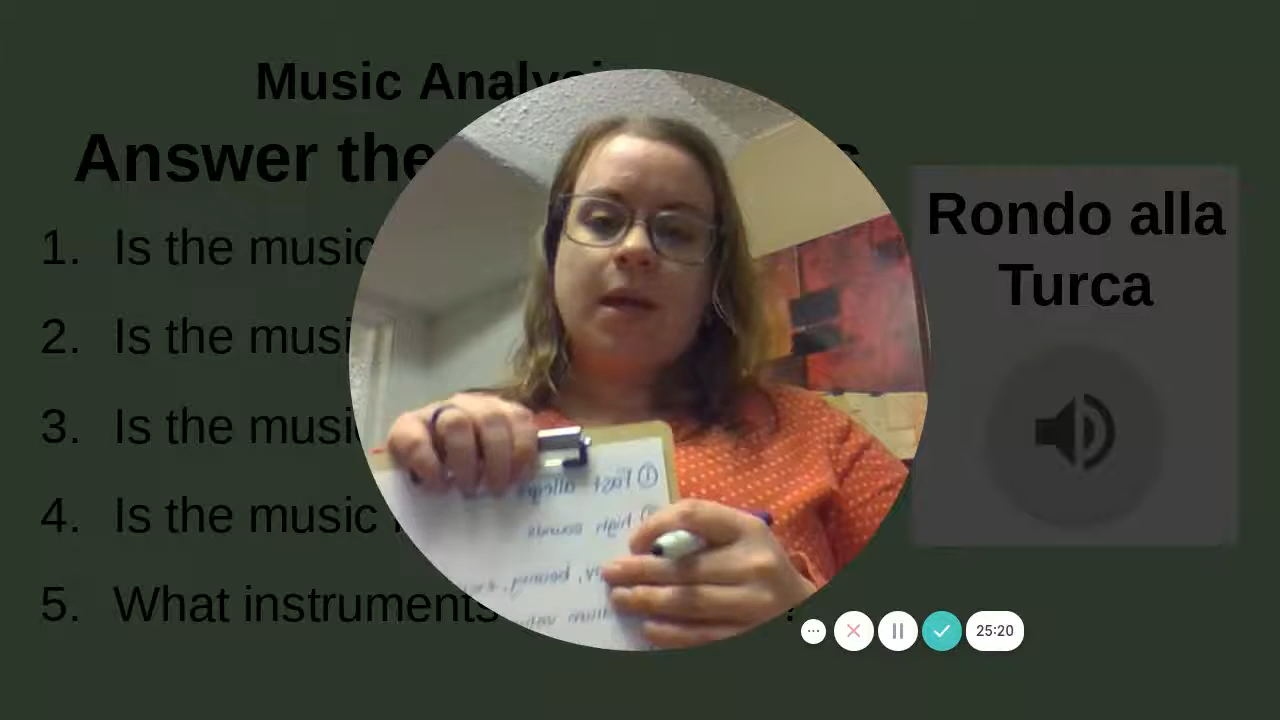 Music Analysi
Answer the
s
1. Is the music
2. Is the musi
3. Is the musi
4. Is the music
5. What instruments ?
Rondo alla
Turca
① Fast allegro
high sounds
25:20